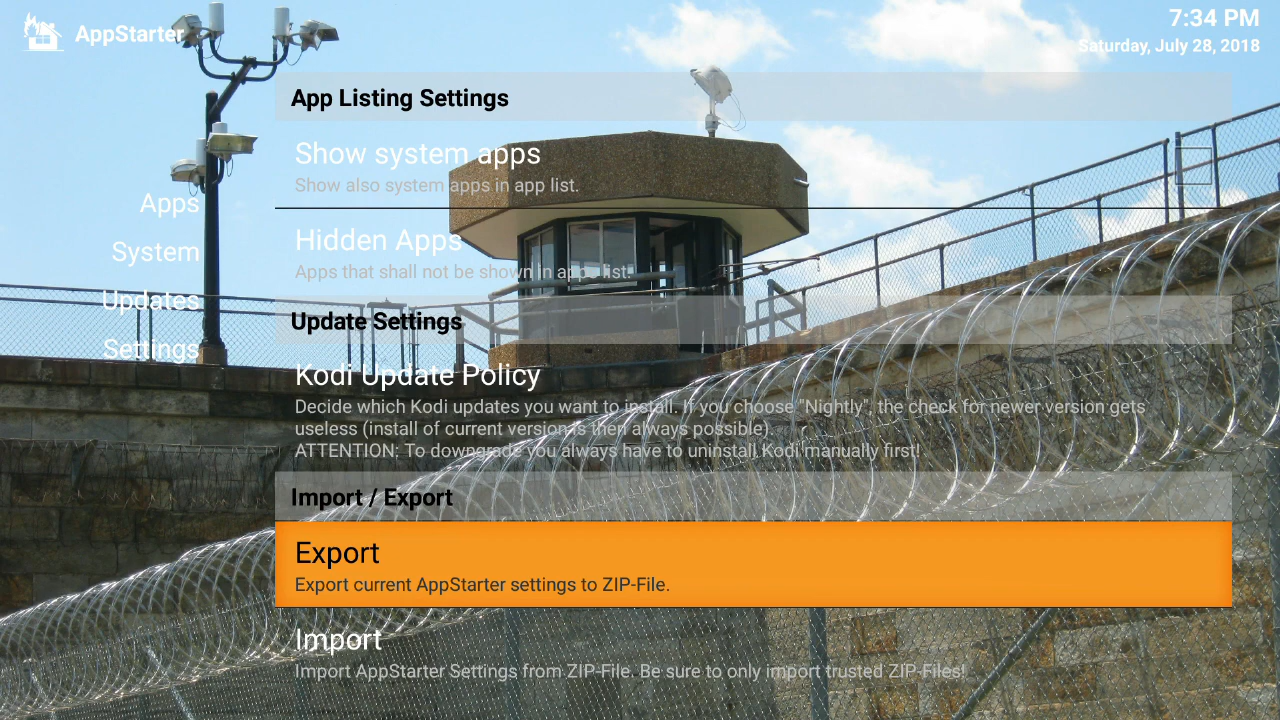 AppStarter
7:34 PM
Saturday, July 28, 2018
Apps
System
Updates
Settings
App Listing Settings
Show system apps
Show also system apps in app list.
Hidden Apps
Apps that shall not be shown in app list.
Update Settings
Kodi Update Policy
Decide which Kodi updates you want to install. If you choose "Nightly", the check for newer version gets
useless (install of current version is then always possible).
ATTENTION: To downgrade you always have to uninstall Kodi manually first!
Import / Export
Export
Export current AppStarter settings to ZIP-File.
Import
Import AppStarter Settings from ZIP-File. Be sure to only import trusted ZIP-Files!